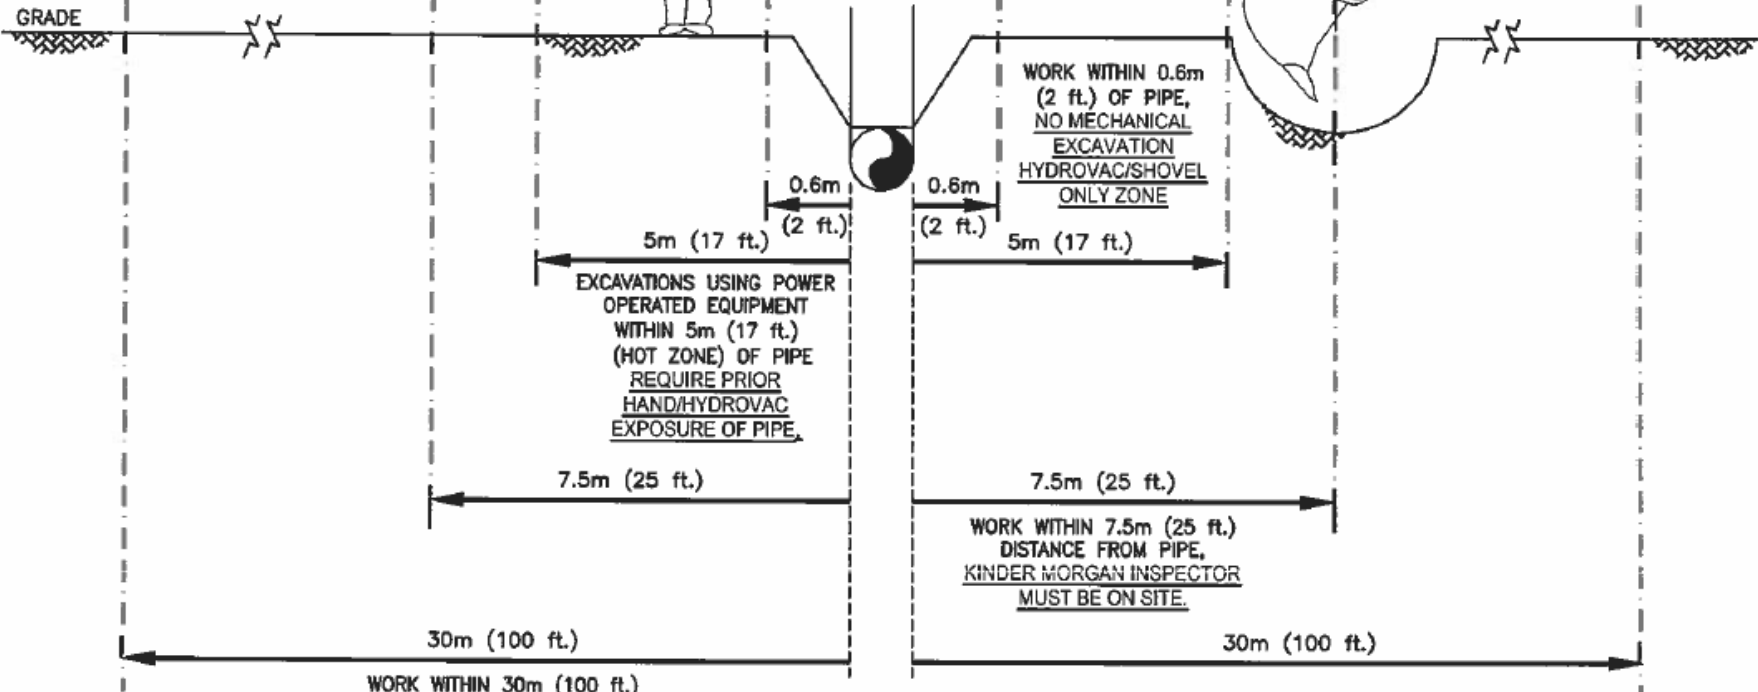 GRADE
WORK WITHIN 0.6m
(2 ft.) OF PIPE,
NO MECHANICAL
EXCAVATION
HYDROVAC/SHOVEL
ONLY ZONE
0.6m
(2 ft.)
0.6m
(2 ft.)
5m (17 ft.)
5m (17 ft.)
EXCAVATIONS USING POWER
OPERATED EQUIPMENT
WITHIN 5m (17 ft.)
(HOT ZONE) OF PIPE
REQUIRE PRIOR
HAND/HYDROVAC
EXPOSURE OF PIPE.
7.5m (25 ft.)
7.5m (25 ft.)
WORK WITHIN 7.5m (25 ft.)
DISTANCE FROM PIPE,
KINDER MORGAN INSPECTOR
MUST BE ON SITE.
30m (100 ft.)
30m (100 ft.)
WORK WITHIN 30m (100 ft.)